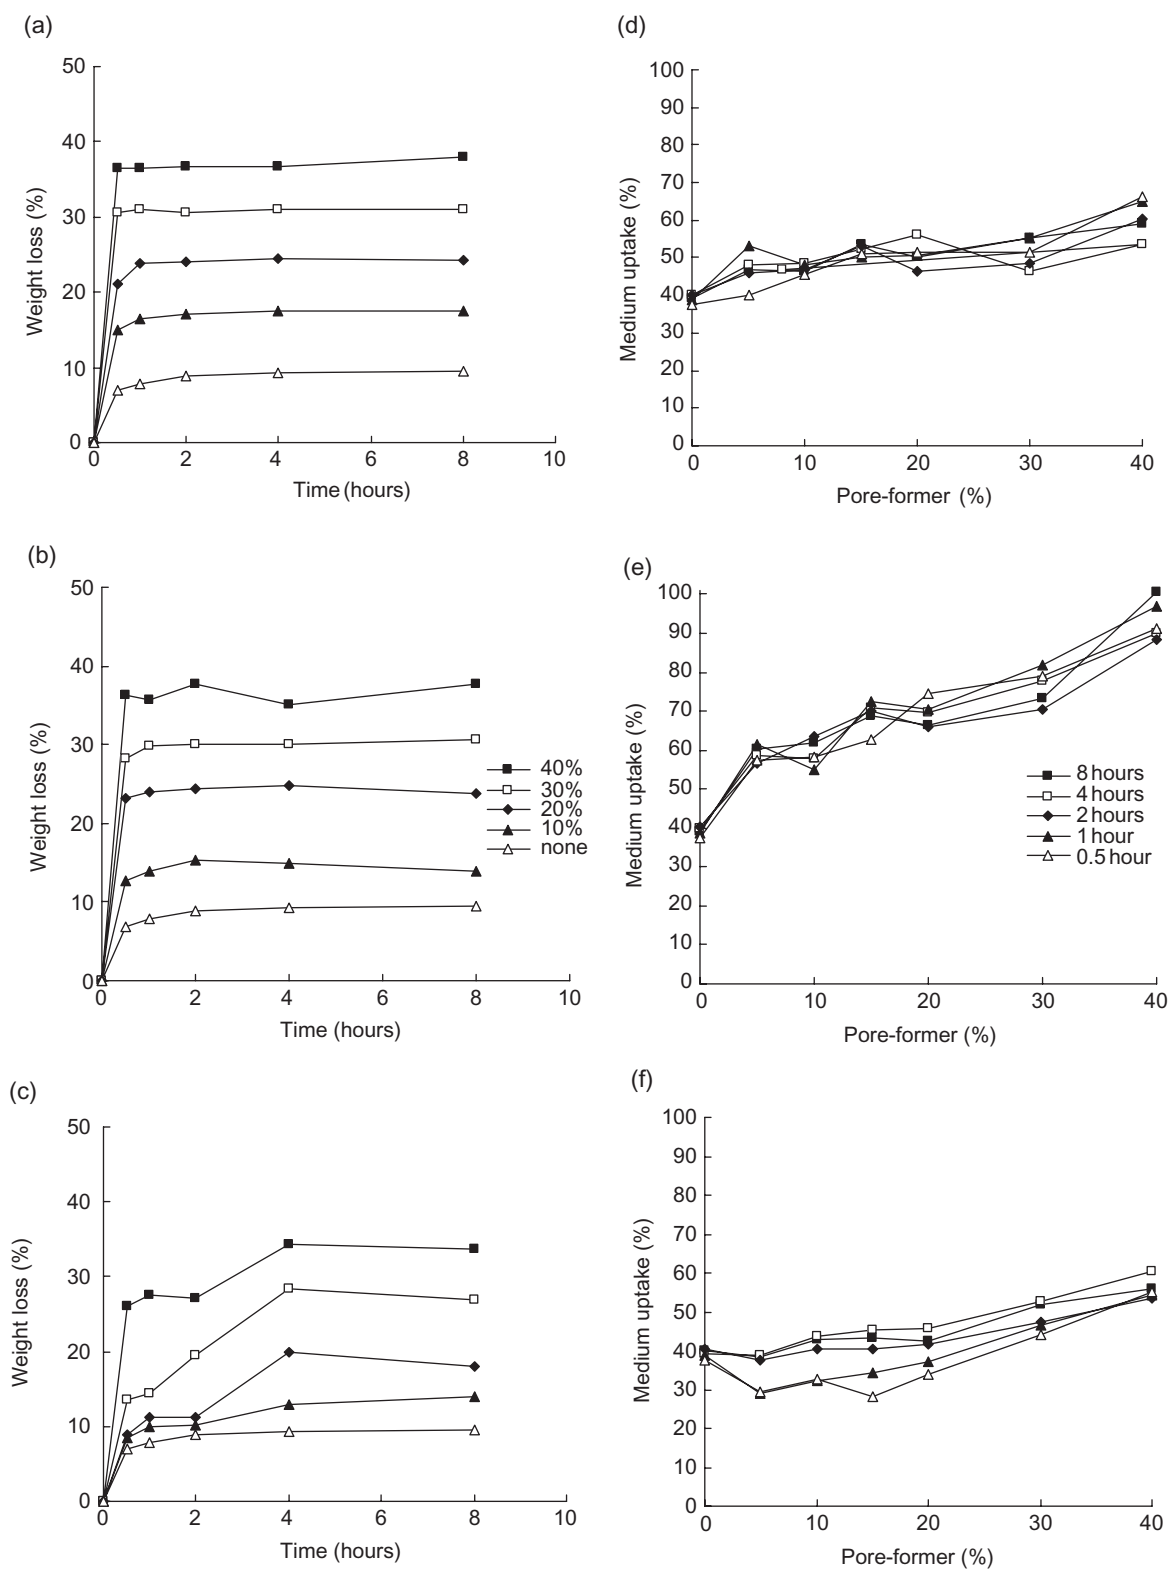 (a)
50
40
30
20
10
0
Weight loss (%)
0 2 4 6 8 10
Time (hours)
(d)
100
90
80
70
60
50
40
30
20
10
0
Medium uptake (%)
0 10 20 30 40
Pore-former (%)
(b)
50
40
30
20
10
0
Weight loss (%)
40%
30%
20%
10%
none
0 2 4 6 8 10
Time (hours)
(e)
100
90
80
70
60
50
40
30
20
10
0
Medium uptake (%)
8 hours
4 hours
2 hours
1 hour
0.5 hour
0 10 20 30 40
Pore-former (%)
(c)
50
40
30
20
10
0
Weight loss (%)
0 2 4 6 8 10
Time (hours)
(f)
100
90
80
70
60
50
40
30
20
10
0
Medium uptake (%)
0 10 20 30 40
Pore-former (%)